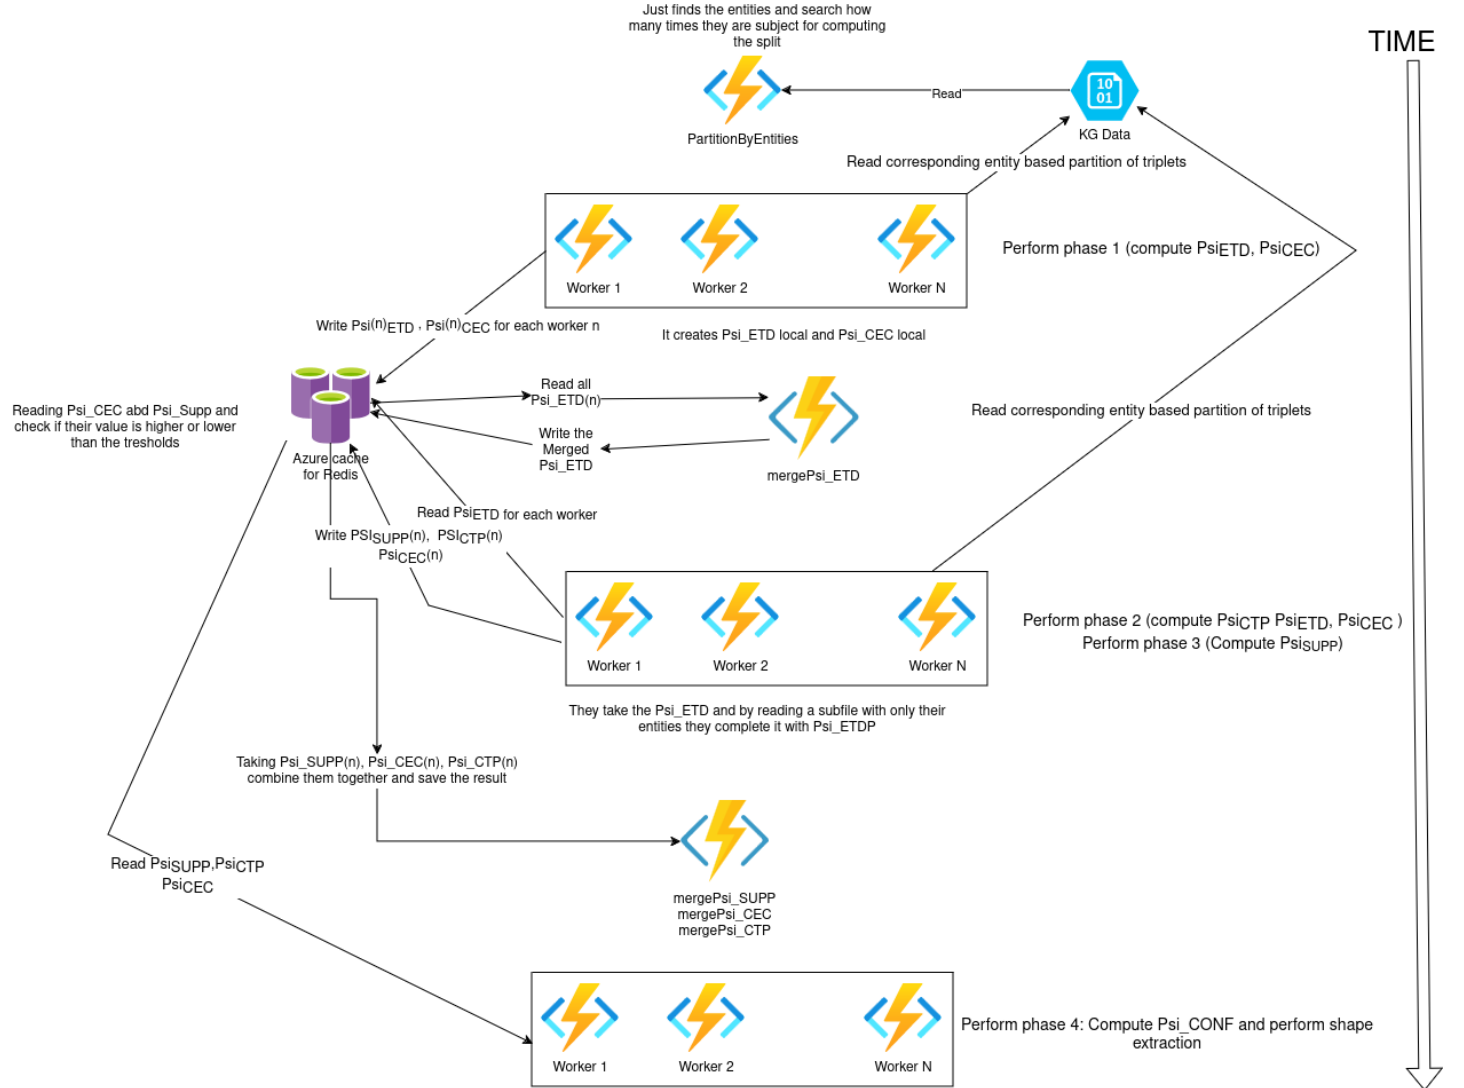 Just finds the entities and search how
many times they are subject for computing
the split
TIME
10
01
Read
PartitionByEntities
KG Data
Read corresponding entity based partition of triplets
Worker 1
Worker 2
Worker N
Perform phase 1 (compute PsiETD, PsiCEC)
Write Psi(n)ETD , Psi(n)CEC for each worker n
It creates Psi_ETD local and Psi_CEC local
Reading Psi_CEC abd Psi_Supp and
check if their value is higher or lower
than the tresholds
Read all
Psi_ETD(n)
Write the
Merged
Psi_ETD
mergePsi_ETD
Read corresponding entity based partition of triplets
Azure cache
for Redis
Read PsiETD for each worker
Write PSISUPP(n), PSICTP(n)
PsiCEC(n)
Worker 1
Worker 2
Worker N
Perform phase 2 (compute PsiCTP PsiETD, PsiCEC )
Perform phase 3 (Compute PsiSUPP)
They take the Psi_ETD and by reading a subfile with only their
entities they complete it with Psi_ETDP
Taking Psi_SUPP(n), Psi_CEC(n), Psi_CTP(n)
combine them together and save the result
Read PsiSUPP,PsiCTP
PsiCEC
mergePsi_SUPP
mergePsi_CEC
mergePsi_CTP
Worker 1
Worker 2
Worker N
Perform phase 4: Compute Psi_CONF and perform shape
extraction